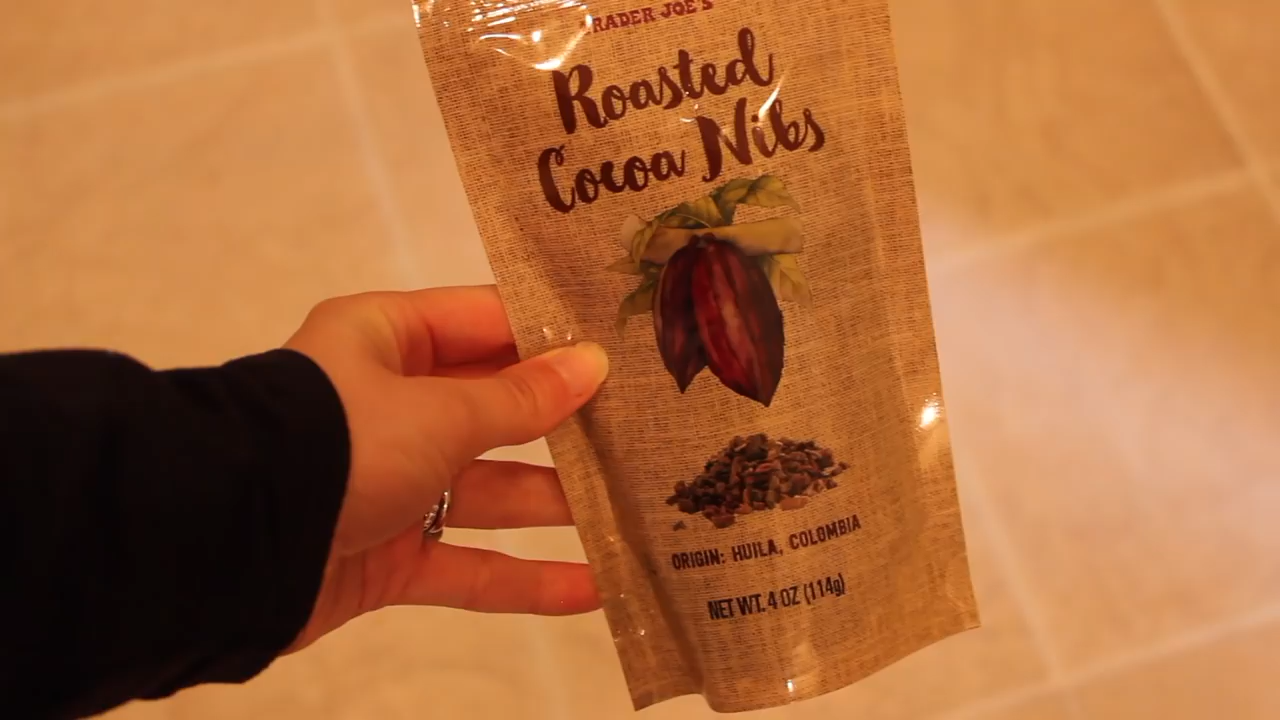 TRADER JOE'S
Roasted
Cocoa Nibs
ORIGIN: HUILA, COLOMBIA
NET WT. 4 OZ (114g)